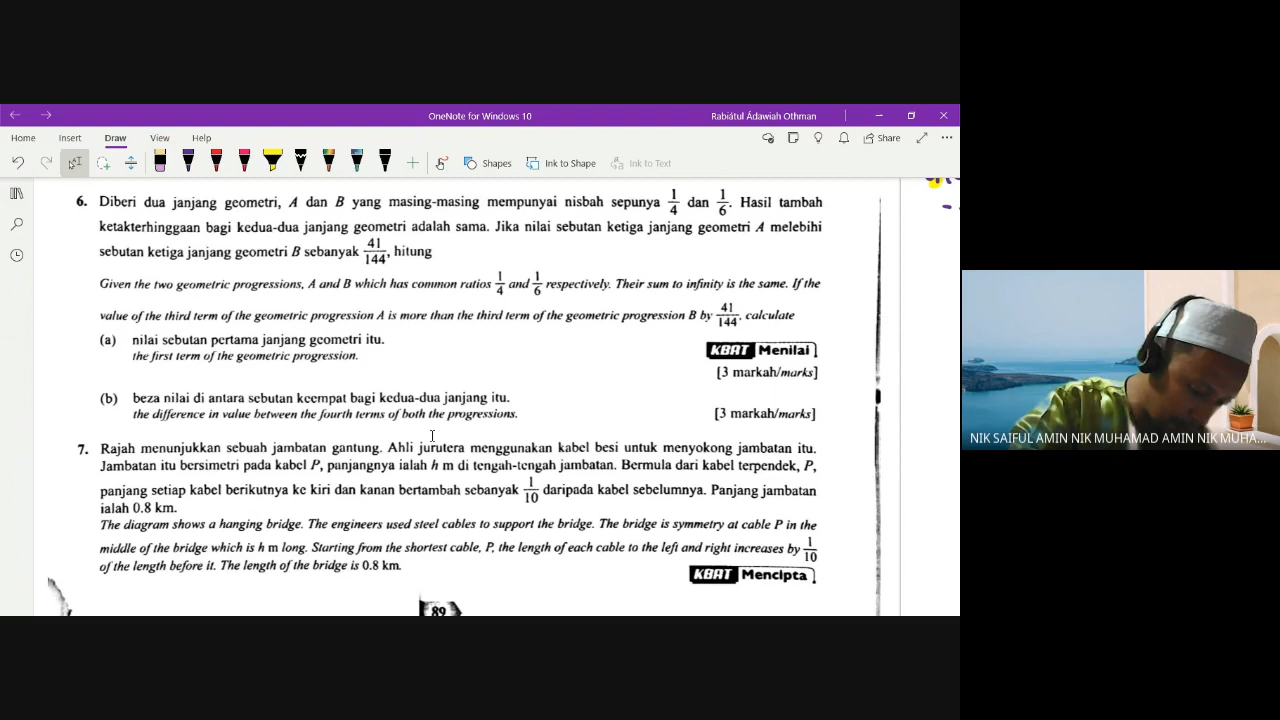 OneNote for Windows 10
Rabiátul Ádawiah Othman
Home Insert Draw View Help
Share
Shapes Ink to Shape Ink to Text
6. Diberi dua janjang geometri, A dan B yang masing-masing mempunyai nisbah sepunya 1/4 dan 1/6. Hasil tambah
ketakterhinggaan bagi kedua-dua janjang geometri adalah sama. Jika nilai sebutan ketiga janjang geometri A melebihi
sebutan ketiga janjang geometri B sebanyak 41/144, hitung
Given the two geometric progressions, A and B which has common ratios 1/4 and 1/6 respectively. Their sum to infinity is the same. If the
value of the third term of the geometric progression A is more than the third term of the geometric progression B by 41/144, calculate
(a) nilai sebutan pertama janjang geometri itu.
the first term of the geometric progression.
KBAT Menilai
[3 markah/marks]
(b) beza nilai di antara sebutan keempat bagi kedua-dua janjang itu.
the difference in value between the fourth terms of both the progressions.
[3 markah/marks]
7. Rajah menunjukkan sebuah jambatan gantung. Ahli jurutera menggunakan kabel besi untuk menyokong jambatan itu.
Jambatan itu bersimetri pada kabel P, panjangnya ialah h m di tengah-tengah jambatan. Bermula dari kabel terpendek, P,
panjang setiap kabel berikutnya ke kiri dan kanan bertambah sebanyak 1/10 daripada kabel sebelumnya. Panjang jambatan
ialah 0.8 km.
The diagram shows a hanging bridge. The engineers used steel cables to support the bridge. The bridge is symmetry at cable P in the
middle of the bridge which is h m long. Starting from the shortest cable, P, the length of each cable to the left and right increases by 1/10
of the length before it. The length of the bridge is 0.8 km.
KBAT Mencipta
89
NIK SAIFUL AMIN NIK MUHAMAD AMIN NIK MUHA...